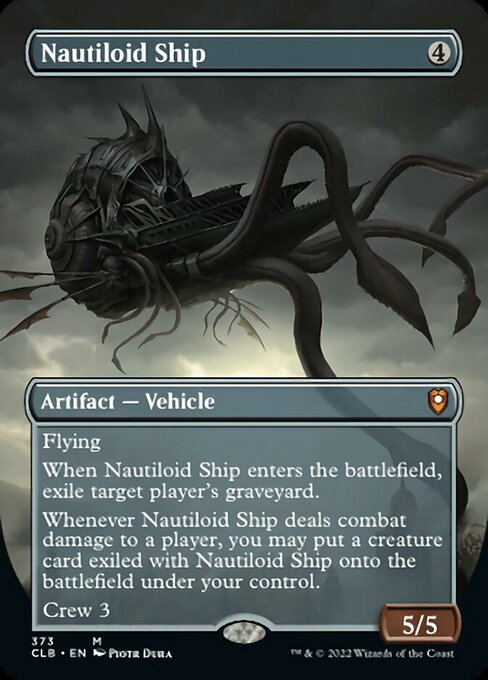 Nautiloid Ship 4
Artifact — Vehicle
Flying
When Nautiloid Ship enters the battlefield,
exile target player's graveyard.
Whenever Nautiloid Ship deals combat
damage to a player, you may put a creature
card exiled with Nautiloid Ship onto the
battlefield under your control.
Crew 3
5/5
373 M
CLB • EN Piotr Dura
™ & © 2022 Wizards of the Coast